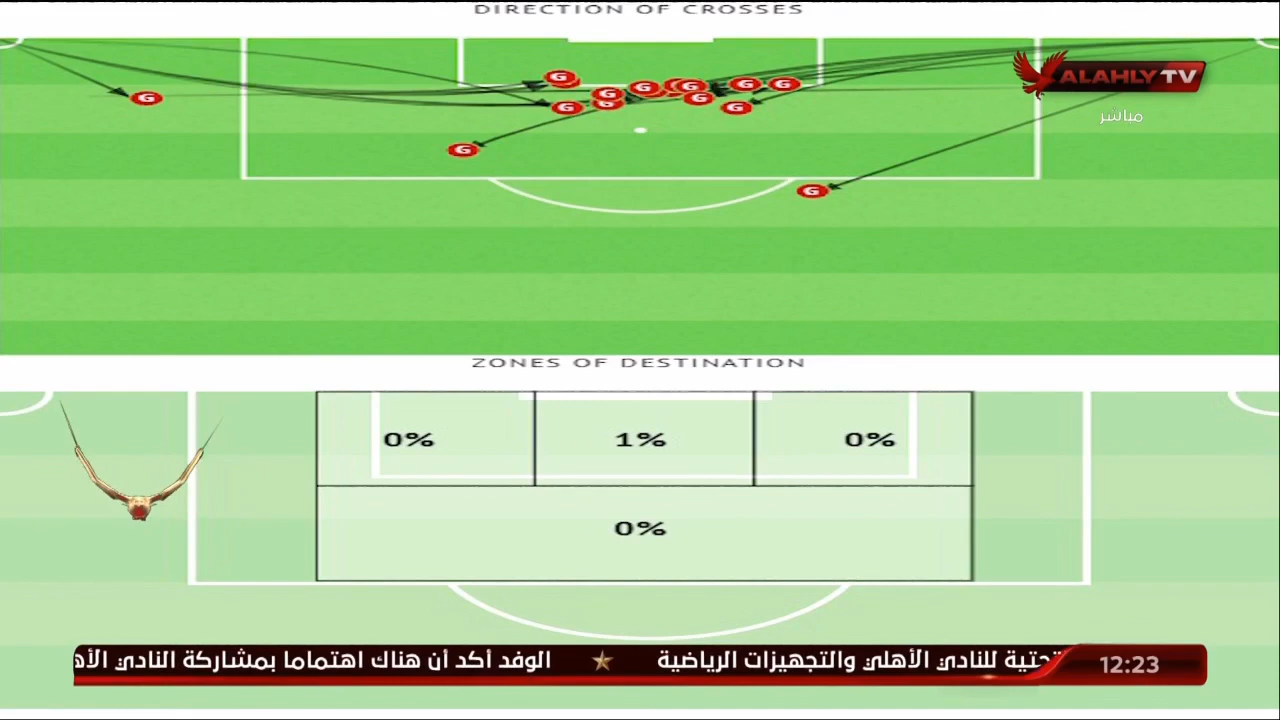 DIRECTION OF CROSSES
ALAHLY TV
مباشر
G
G
G
G
G
G
G
G
G
G
G
G
G
ZONES OF DESTINATION
0%
1%
0%
0%
للنادي الأهلي والتجهيزات الرياضية ★ الوفد أكد أن هناك اهتماما بمشاركة النادي
12:23